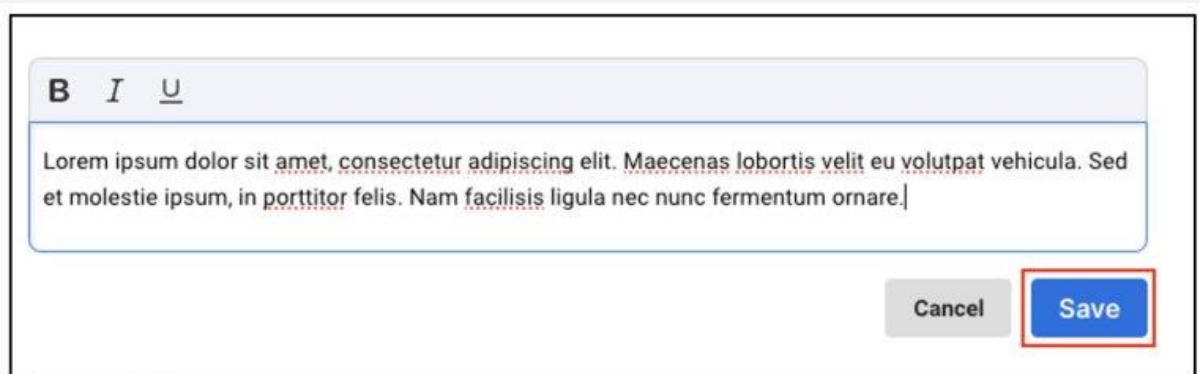 B I U
Lorem ipsum dolor sit amet, consectetur adipiscing elit. Maecenas lobortis velit eu volutpat vehicula. Sed
et molestie ipsum, in porttitor felis. Nam facilisis ligula nec nunc fermentum ornare.
Cancel Save